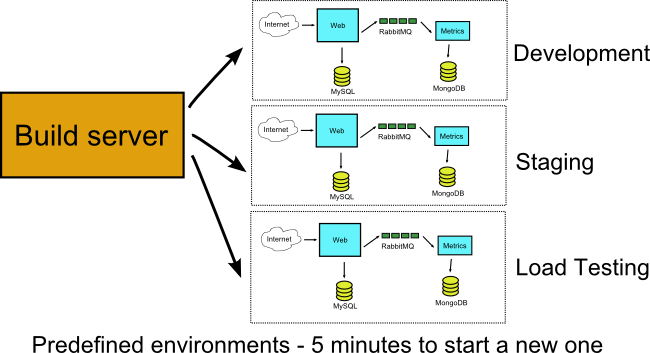 Build server
Internet
Web
RabbitMQ
Metrics
MySQL
MongoDB
Development
Internet
Web
RabbitMQ
Metrics
MySQL
MongoDB
Staging
Internet
Web
RabbitMQ
Metrics
MySQL
MongoDB
Load Testing
Predefined environments - 5 minutes to start a new one